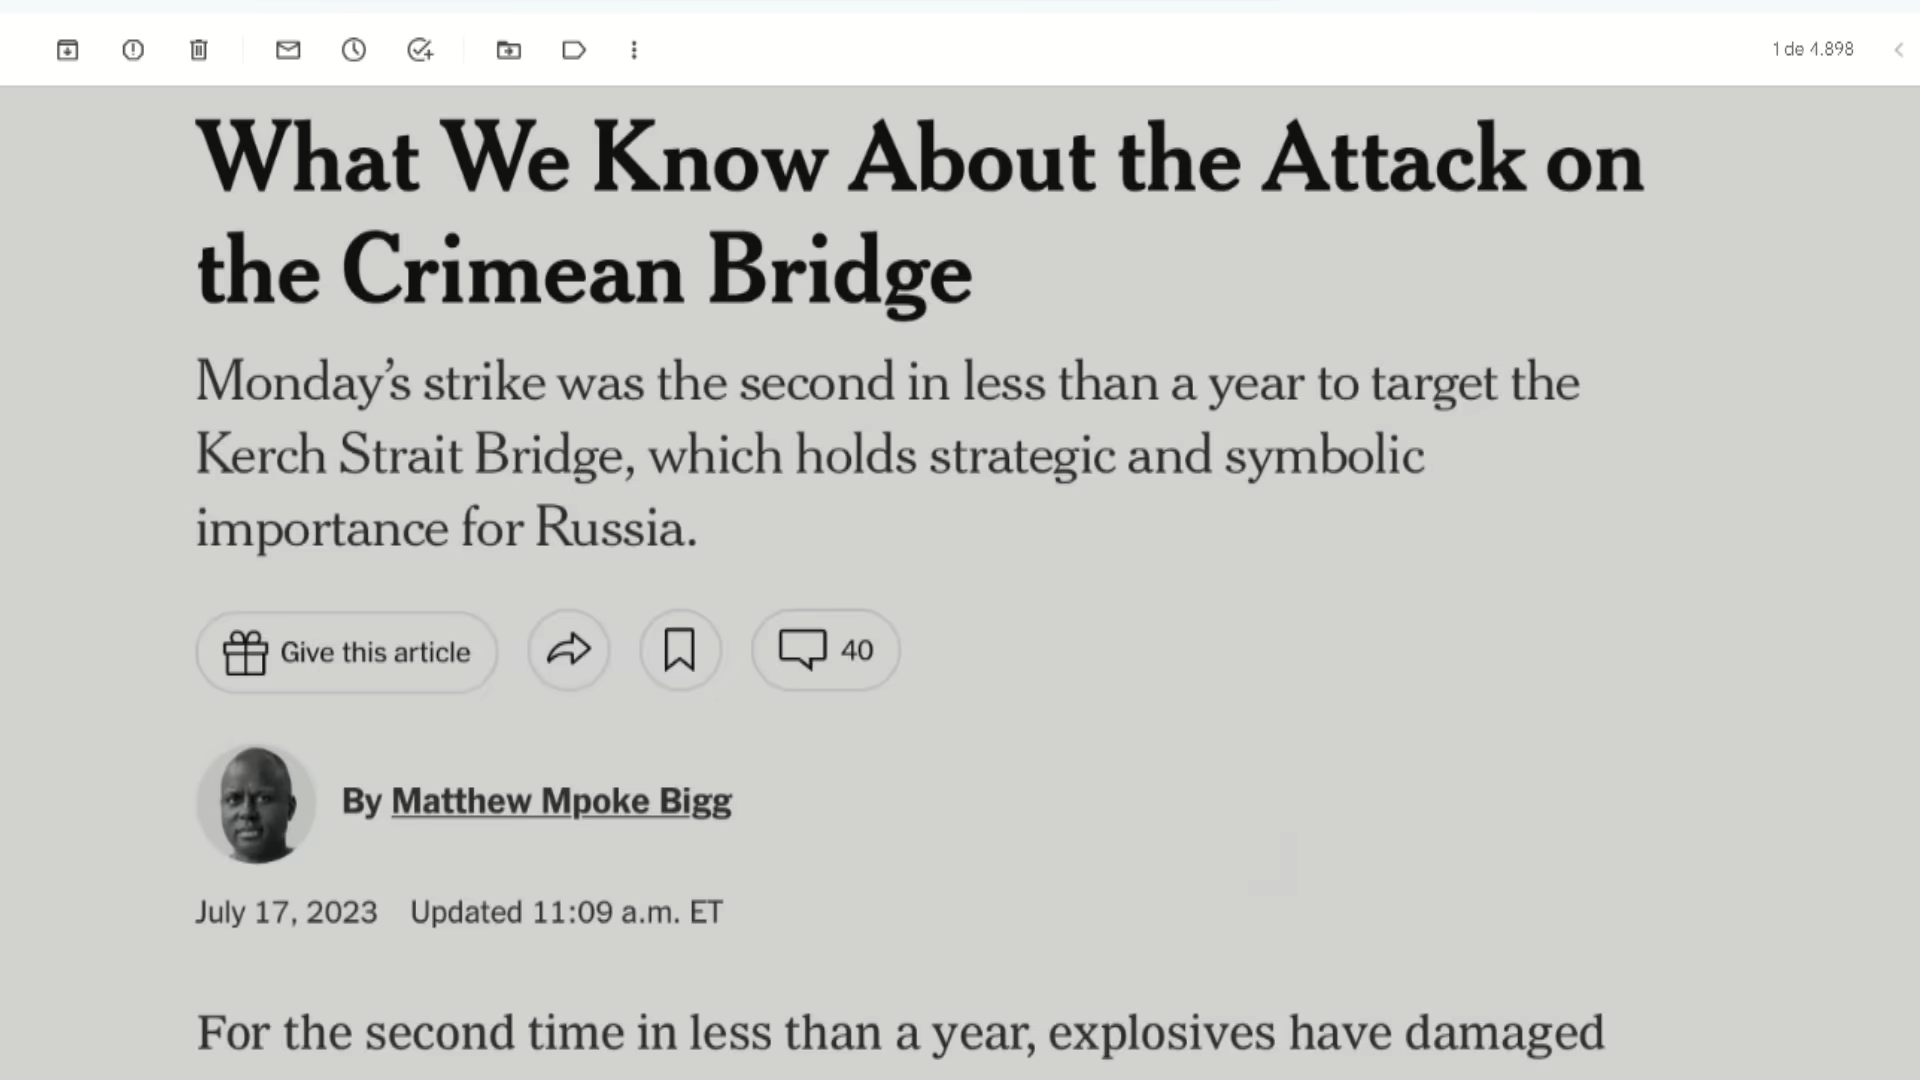 1 de 4.898
What We Know About the Attack on
the Crimean Bridge
Monday’s strike was the second in less than a year to target the
Kerch Strait Bridge, which holds strategic and symbolic
importance for Russia.
Give this article
40
By Matthew Mpoke Bigg
July 17, 2023 Updated 11:09 a.m. ET
For the second time in less than a year, explosives have damaged